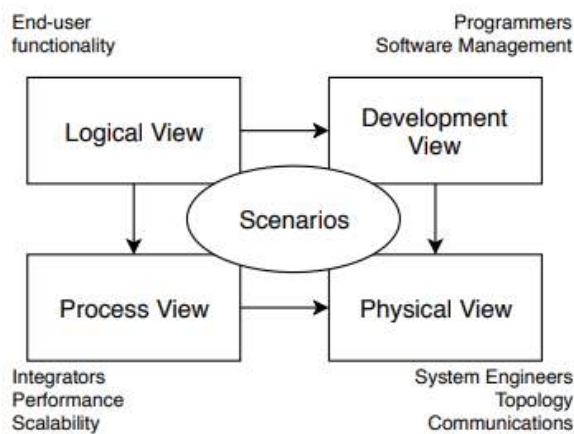 End-user
functionality
Programmers
Software Management
Logical View
Development
View
Scenarios
Process View
Physical View
Integrators
Performance
Scalability
System Engineers
Topology
Communications